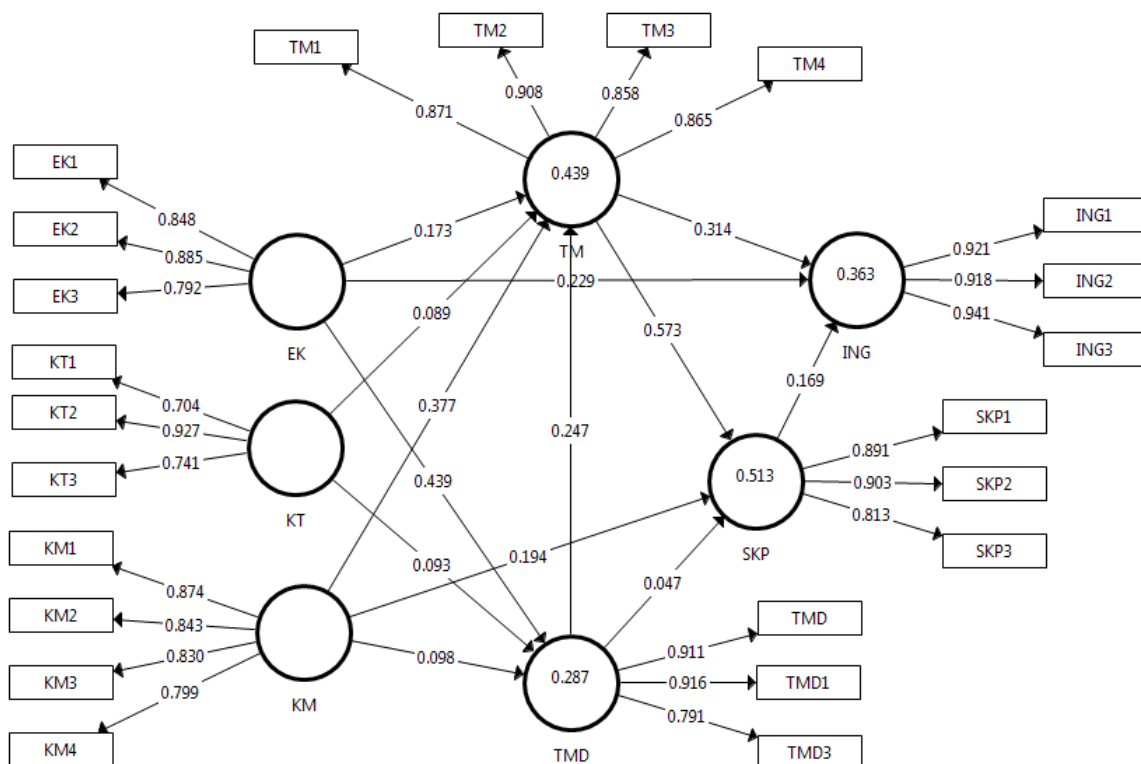 TM1
TM2
TM3
TM4
0.871
0.908
0.858
0.865
0.439
TM
EK1
EK2
EK3
0.848
0.885
0.792
EK
0.173
0.314
0.229
0.089
0.573
ING1
ING2
ING3
0.921
0.918
0.941
0.363
ING
KT1
KT2
KT3
0.704
0.927
0.741
KT
0.377
0.439
0.247
0.169
SKP1
SKP2
SKP3
0.891
0.903
0.813
0.513
SKP
KM1
KM2
KM3
KM4
0.874
0.843
0.830
0.799
KM
0.093
0.194
0.047
0.098
TMD
TMD1
TMD3
0.911
0.916
0.791
0.287
TMD